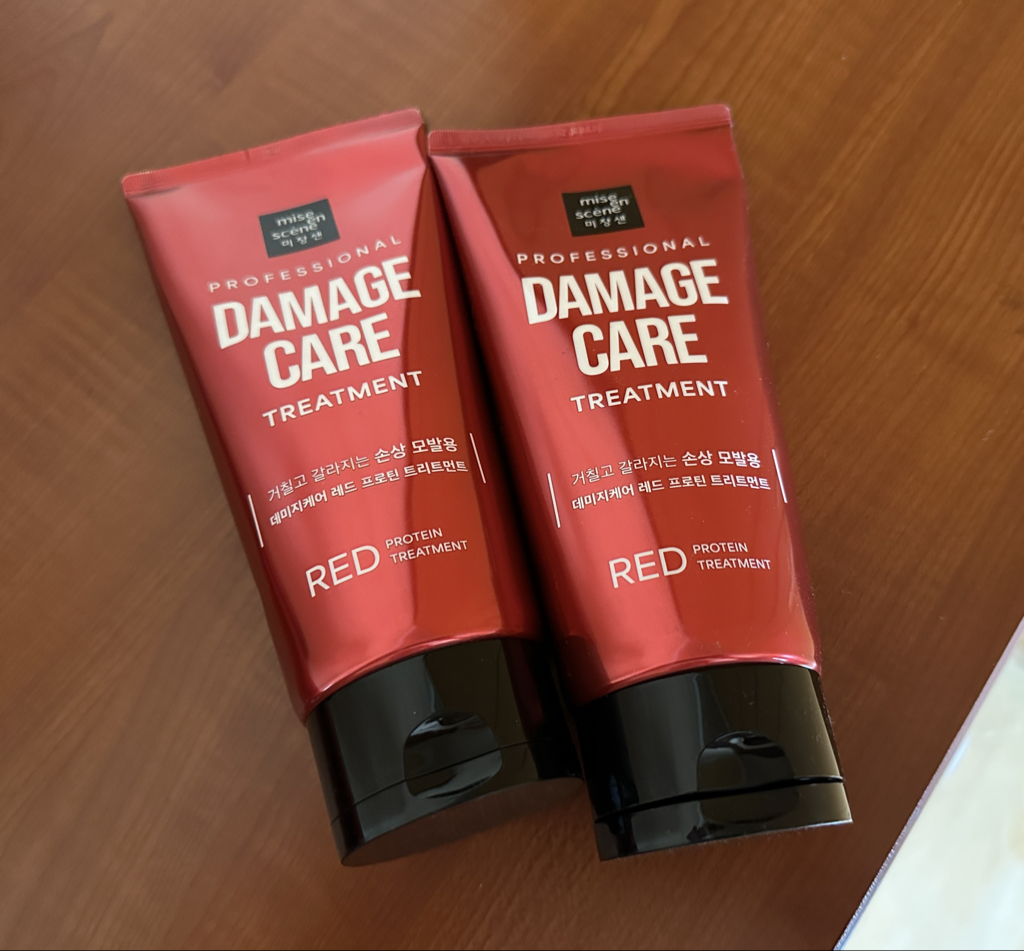 mise
en
scène
미쟝센
PROFESSIONAL
DAMAGE
CARE
TREATMENT
거칠고 갈라지는 손상 모발용
데미지케어 레드 프로틴 트리트먼트
RED PROTEIN
TREATMENT
mise
en
scène
미쟝센
PROFESSIONAL
DAMAGE
CARE
TREATMENT
거칠고 갈라지는 손상 모발용
데미지케어 레드 프로틴 트리트먼트
RED PROTEIN
TREATMENT